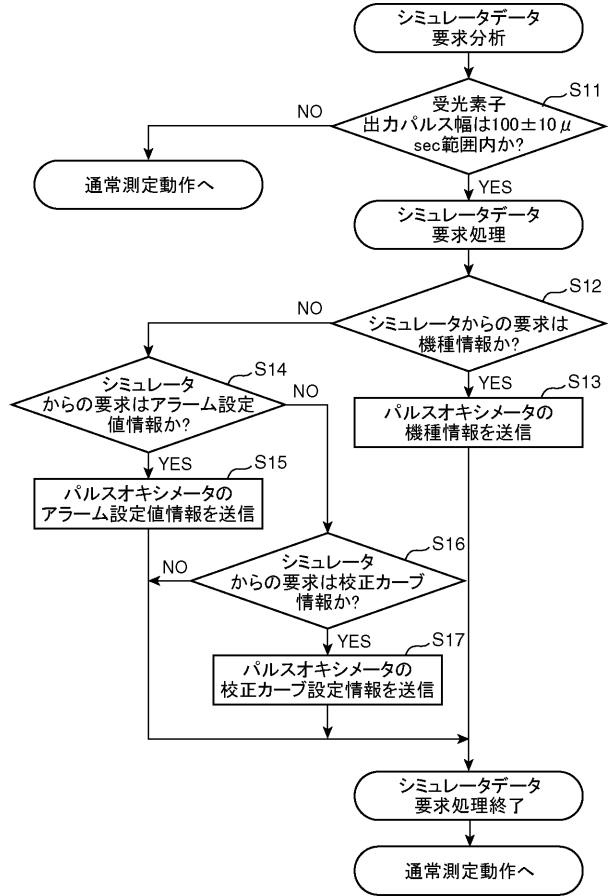 シミュレータデータ
要求分析
S11
受光素子
出力パルス幅は100±10μ
sec範囲内か?
NO
通常測定動作へ
YES
シミュレータデータ
要求処理
S12
シミュレータからの要求は
機種情報か?
NO
YES
S13
パルスオキシメータの
機種情報を送信
S14
シミュレータ
からの要求はアラーム設定
値情報か?
NO
YES
S15
パルスオキシメータの
アラーム設定値情報を送信
S16
シミュレータ
からの要求は校正カーブ
情報か?
NO
YES
S17
パルスオキシメータの
校正カーブ設定情報を送信
シミュレータデータ
要求処理終了
通常測定動作へ